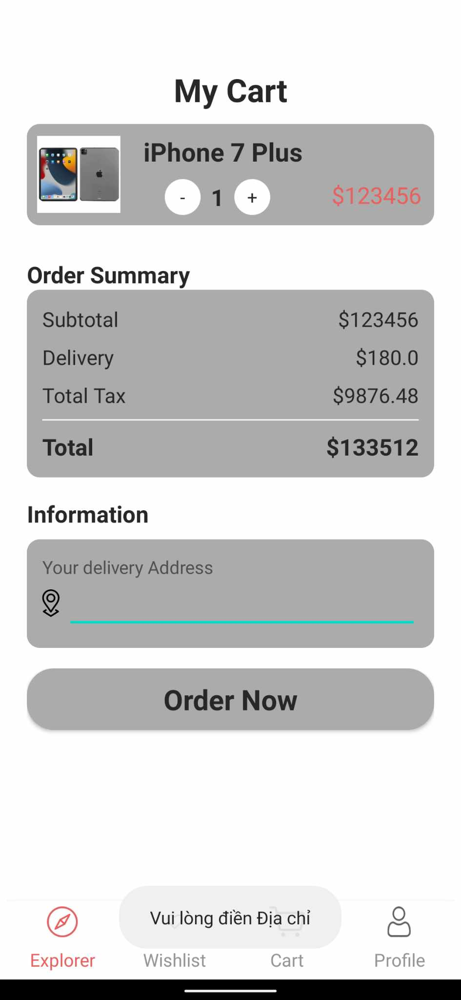 My Cart
iPhone 7 Plus
- 1 + $123456
Order Summary
Subtotal $123456
Delivery $180.0
Total Tax $9876.48
Total $133512
Information
Your delivery Address
Order Now
Vui lòng điền Địa chỉ
Explorer Wishlist Cart Profile